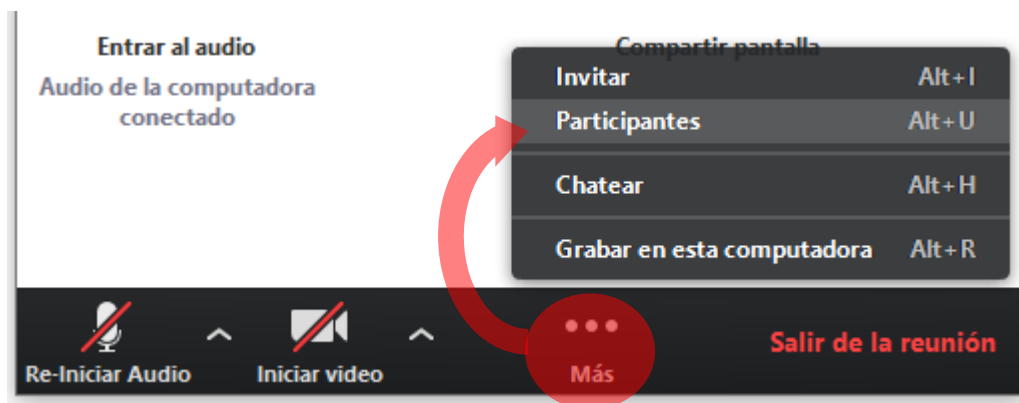 Entrar al audio
Audio de la computadora
conectado
Compartir pantalla
Invitar Alt+I
Participantes Alt+U
Chatear Alt+H
Grabar en esta computadora Alt+R
Re-Iniciar Audio
Iniciar video
Más
Salir de la reunión